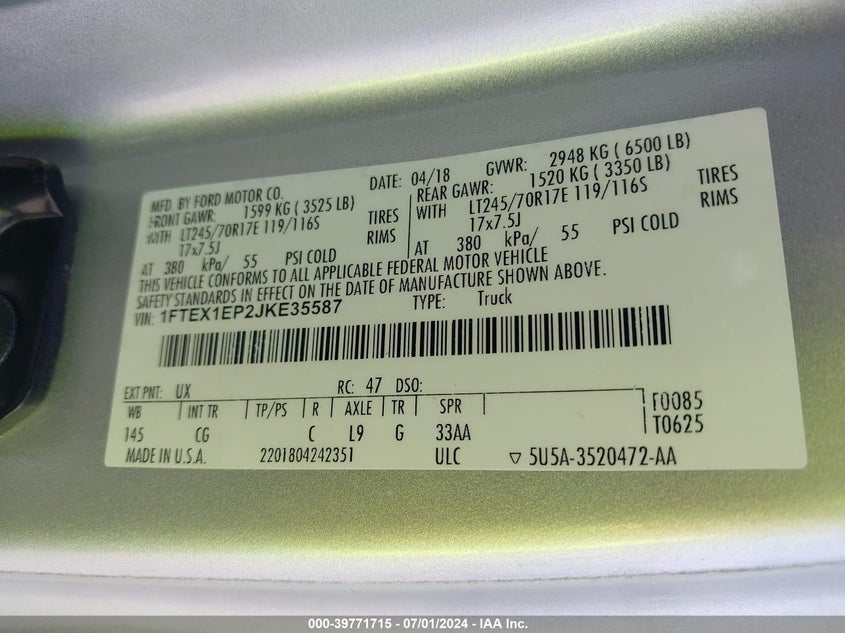 MFD. BY FORD MOTOR CO. DATE: 04/18 GVWR: 2948 KG ( 6500 LB)
FRONT GAWR: 1599 KG ( 3525 LB) REAR GAWR: 1520 KG ( 3350 LB)
WITH LT245/70R17E 119/116S TIRES WITH LT245/70R17E 119/116S TIRES
17x7.5J RIMS 17x7.5J RIMS
AT 380 kPa/ 55 PSI COLD AT 380 kPa/ 55 PSI COLD
THIS VEHICLE CONFORMS TO ALL APPLICABLE FEDERAL MOTOR VEHICLE
SAFETY STANDARDS IN EFFECT ON THE DATE OF MANUFACTURE SHOWN ABOVE.
VIN: 1FTEX1EP2JKE35587 TYPE: Truck
EXT PNT: UX RC: 47 DSO:
WB INT TR TP/PS R AXLE TR SPR F0085
145 CG C L9 G 33AA T0625
MADE IN U.S.A. 2201804242351 ULC ▽ 5U5A-3520472-AA
000-39771715 - 07/01/2024 - IAA Inc.